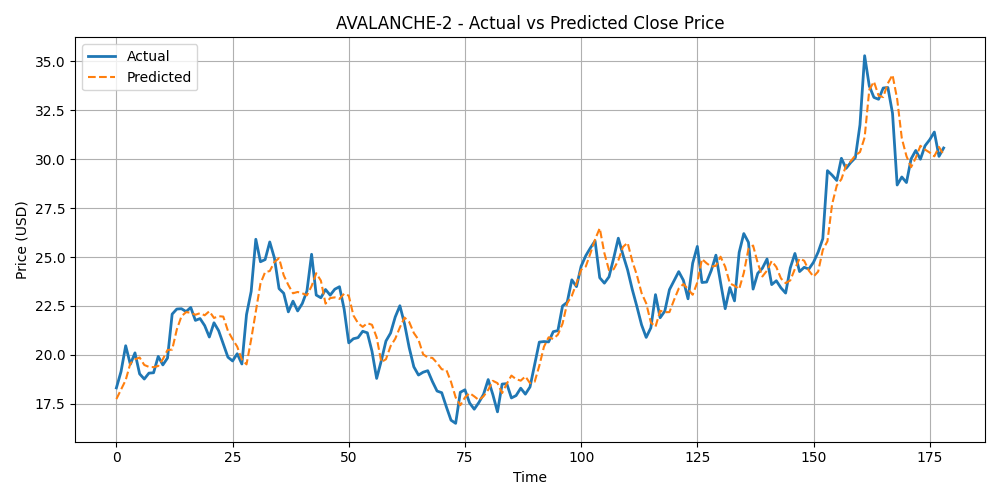 AVALANCHE-2 - Actual vs Predicted Close Price
Actual
Predicted
35.0
32.5
30.0
27.5
25.0
22.5
20.0
17.5
Price (USD)
0 25 50 75 100 125 150 175
Time